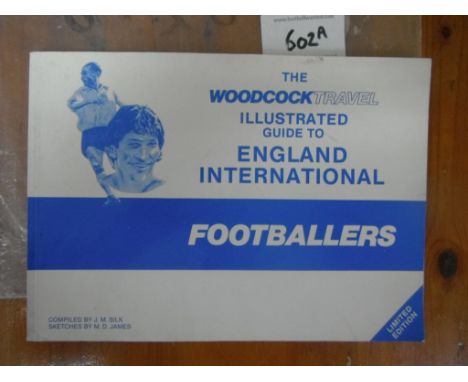 602A
THE
WOODCOCKTRAVEL
ILLUSTRATED
GUIDE TO
ENGLAND
INTERNATIONAL
FOOTBALLERS
COMPILED BY J. M. SILK
SKETCHES BY M. D. JAMES
LIMITED
EDITION